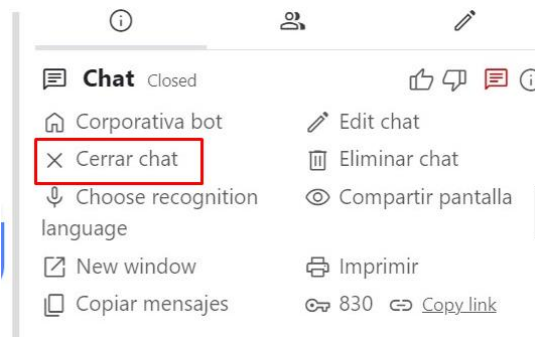 Chat Closed
Corporativa bot Edit chat
Cerrar chat Eliminar chat
Choose recognition Compartir pantalla
language
New window Imprimir
Copiar mensajes 830 Copy link